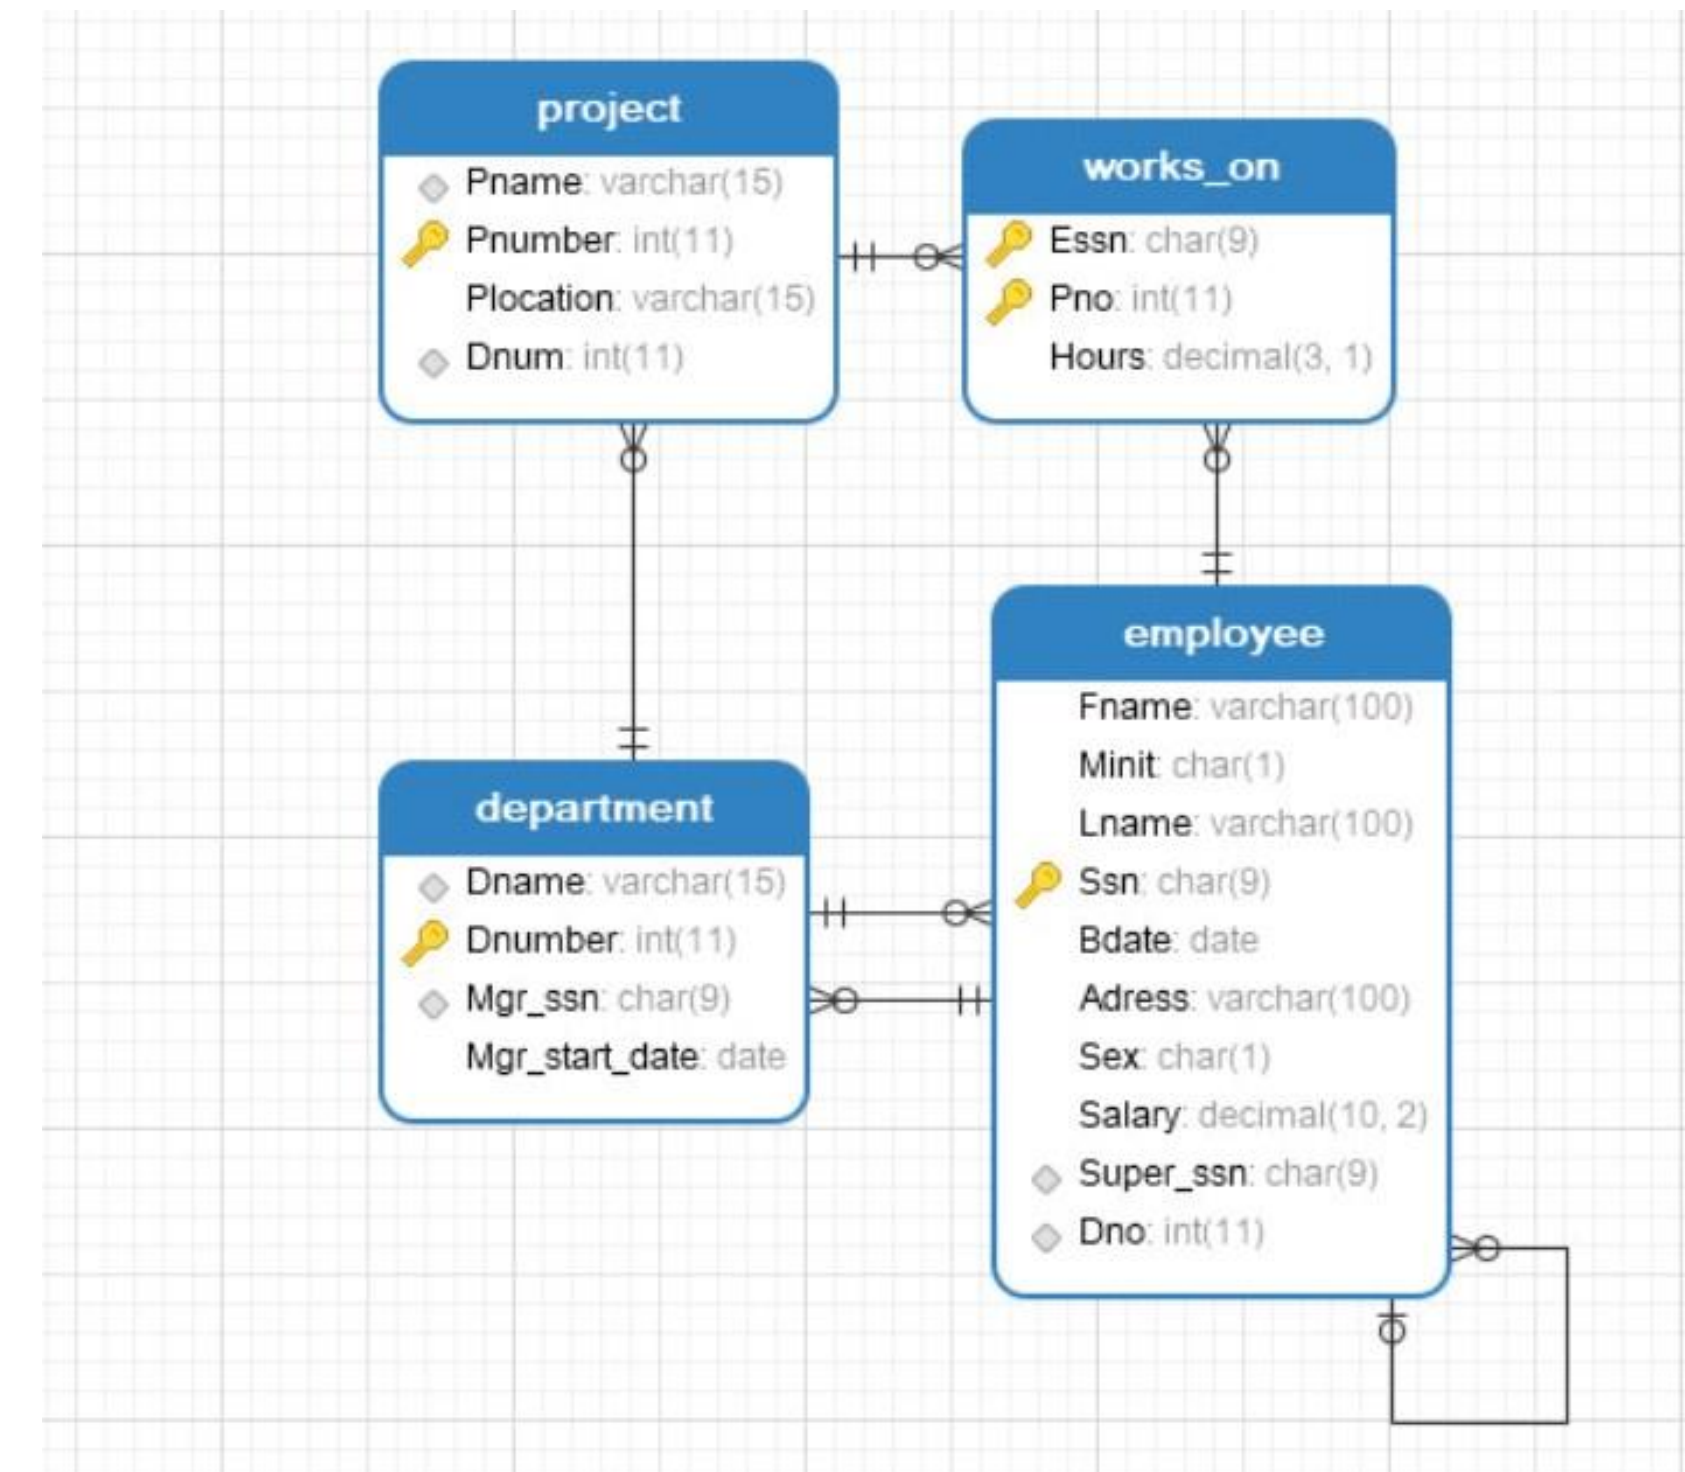 project
Pname: varchar(15)
Pnumber: int(11)
Plocation: varchar(15)
Dnum: int(11)
works_on
Essn: char(9)
Pno: int(11)
Hours: decimal(3, 1)
department
Dname: varchar(15)
Dnumber: int(11)
Mgr_ssn: char(9)
Mgr_start_date: date
employee
Fname: varchar(100)
Minit: char(1)
Lname: varchar(100)
Ssn: char(9)
Bdate: date
Adress: varchar(100)
Sex: char(1)
Salary: decimal(10, 2)
Super_ssn: char(9)
Dno: int(11)